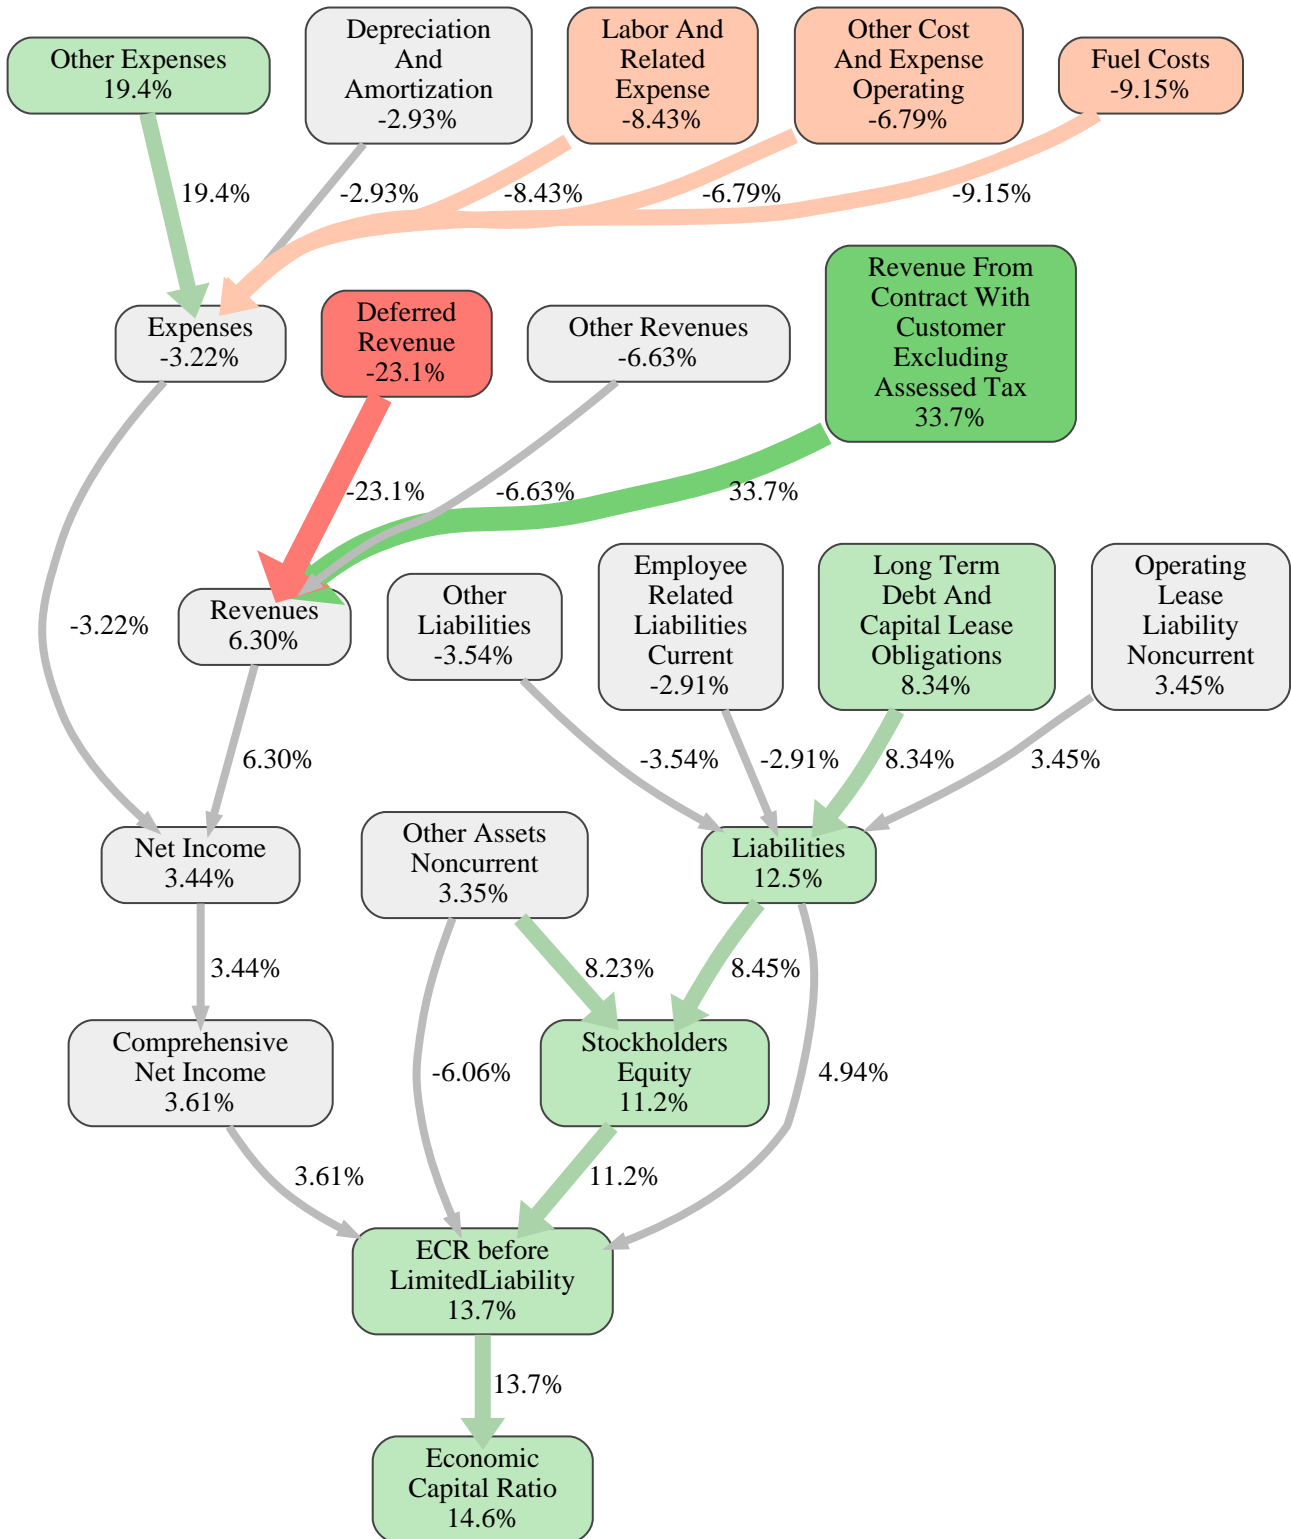 Other Expenses
19.4%
Depreciation
And
Amortization
-2.93%
Labor And
Related
Expense
-8.43%
Other Cost
And Expense
Operating
-6.79%
Fuel Costs
-9.15%
19.4%
-2.93%
-8.43%
-6.79%
-9.15%
Expenses
-3.22%
Deferred
Revenue
-23.1%
Other Revenues
-6.63%
Revenue From
Contract With
Customer
Excluding
Assessed Tax
33.7%
-23.1%
-6.63%
33.7%
-3.22%
Revenues
6.30%
Other
Liabilities
-3.54%
Employee
Related
Liabilities
Current
-2.91%
Long Term
Debt And
Capital Lease
Obligations
8.34%
Operating
Lease
Liability
Noncurrent
3.45%
6.30%
-3.54%
-2.91%
8.34%
3.45%
Net Income
3.44%
Other Assets
Noncurrent
3.35%
Liabilities
12.5%
3.44%
8.23%
8.45%
Comprehensive
Net Income
3.61%
-6.06%
Stockholders
Equity
11.2%
4.94%
3.61%
11.2%
ECR before
LimitedLiability
13.7%
13.7%
Economic
Capital Ratio
14.6%